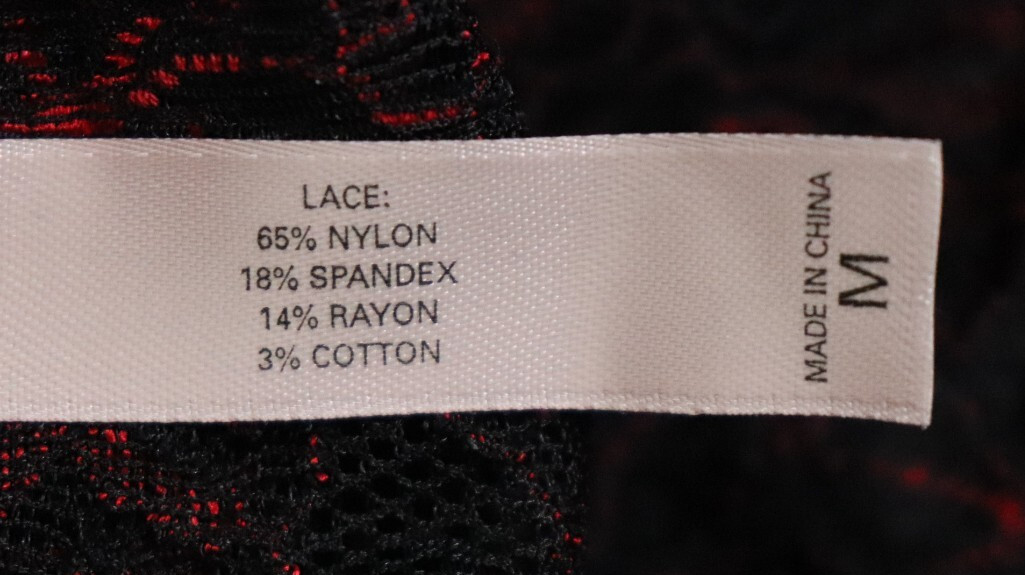 LACE:
65% NYLON
18% SPANDEX
14% RAYON
3% COTTON
MADE IN CHINA
M